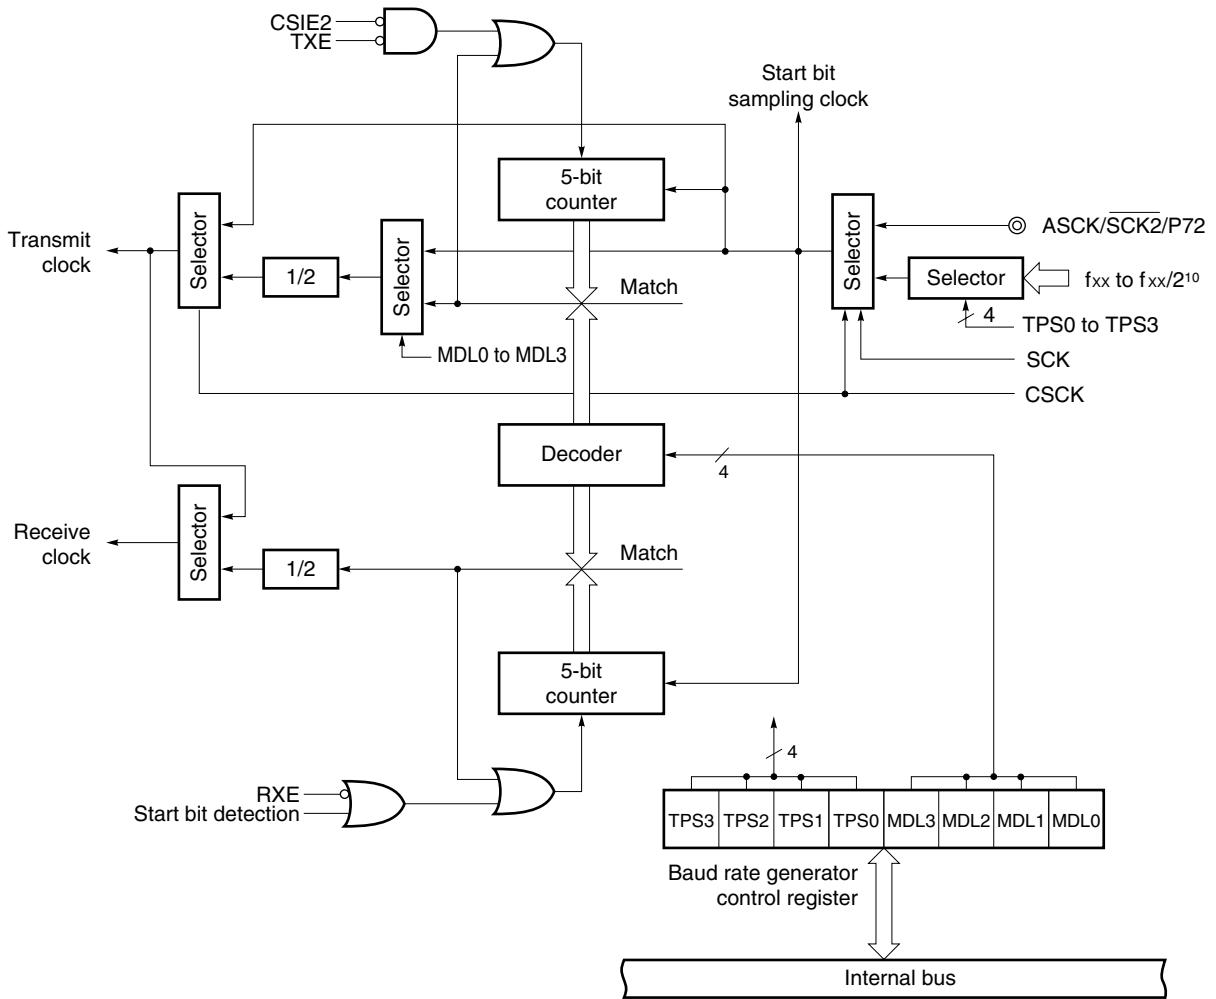 CSIE2
TXE
Start bit
sampling clock
5-bit
counter
Selector
Transmit
clock
1/2
Selector
Selector
ASCK/SCK2/P72
Selector
fxx to fxx/2¹⁰
Match
4
TPS0 to TPS3
MDL0 to MDL3
SCK
CSCK
Decoder
4
Selector
Receive
clock
1/2
Match
5-bit
counter
4
RXE
Start bit detection
TPS3 TPS2 TPS1 TPS0 MDL3 MDL2 MDL1 MDL0
Baud rate generator
control register
Internal bus